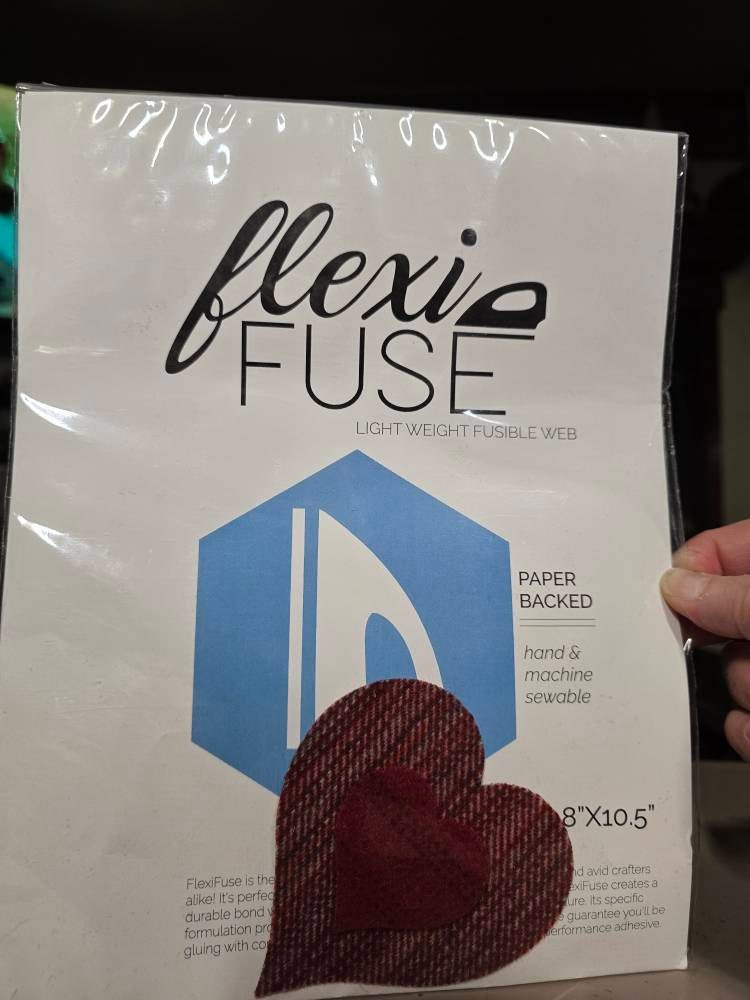 flexi
FUSE
LIGHT WEIGHT FUSIBLE WEB
PAPER
BACKED
hand &
machine
sewable
8"X10.5"
FlexiFuse is the
nd avid crafters
alike! It's perfec
exiFuse creates a
durable bond w
ure. Its specific
formulation pro
e guarantee you'll be
gluing with co
erformance adhesive.